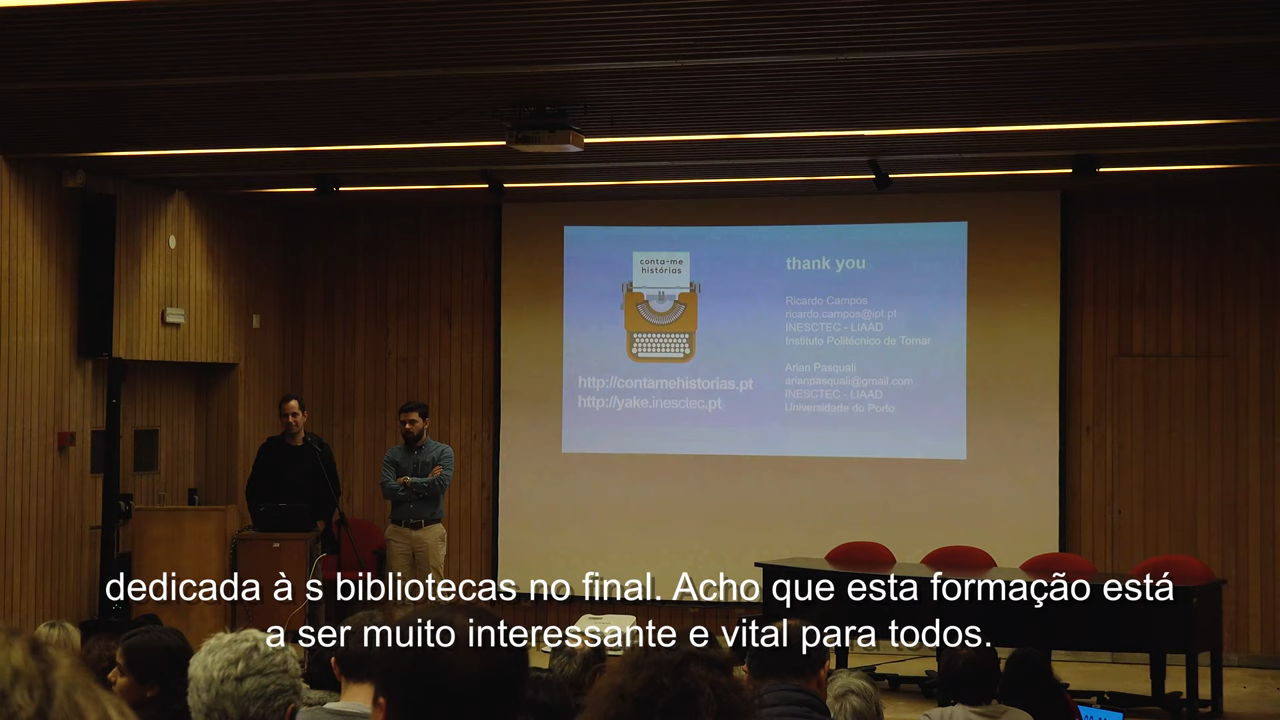 conta-me
histórias
http://contamehistorias.pt
http://yake.inesctec.pt
thank you
Ricardo Campos
ricardo.campos@ipt.pt
INESCTEC - LIAAD
Instituto Politécnico de Tomar
Arian Pasquali
arianpasquali@gmail.com
INESCTEC - LIAAD
Universidade do Porto
dedicada à s bibliotecas no final. Acho que esta formação está
a ser muito interessante e vital para todos.